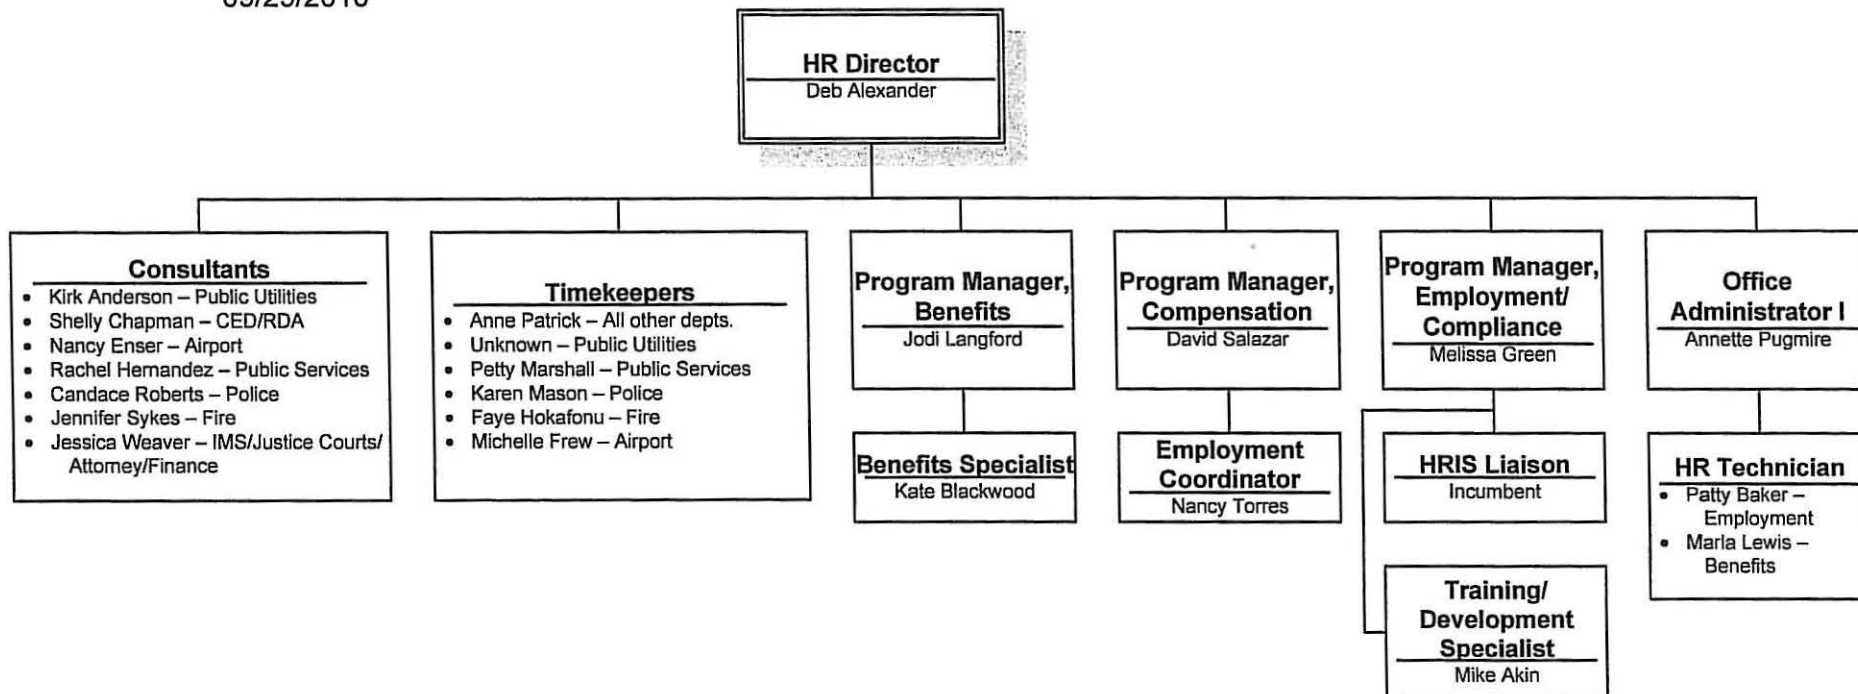 HR Director
Deb Alexander
Consultants
• Kirk Anderson – Public Utilities
• Shelly Chapman – CED/RDA
• Nancy Enser – Airport
• Rachel Hernandez – Public Services
• Candace Roberts – Police
• Jennifer Sykes – Fire
• Jessica Weaver – IMS/Justice Courts/
Attorney/Finance
Timekeepers
• Anne Patrick – All other depts.
• Unknown – Public Utilities
• Petty Marshall – Public Services
• Karen Mason – Police
• Faye Hokafonu – Fire
• Michelle Frew – Airport
Program Manager,
Benefits
Jodi Langford
Program Manager,
Compensation
David Salazar
Program Manager,
Employment/
Compliance
Melissa Green
Office
Administrator I
Annette Pugmire
Benefits Specialist
Kate Blackwood
Employment
Coordinator
Nancy Torres
HRIS Liaison
Incumbent
HR Technician
• Patty Baker –
Employment
• Marla Lewis –
Benefits
Training/
Development
Specialist
Mike Akin